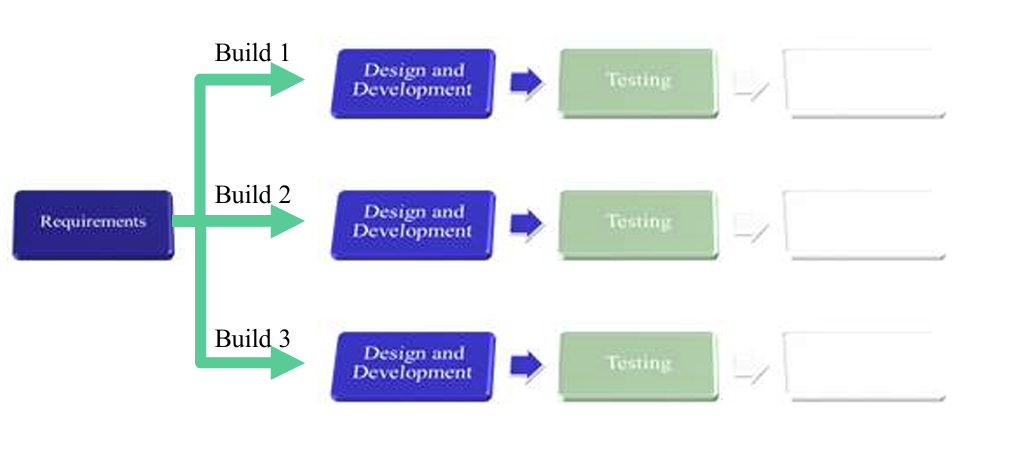 Build 1
Design and
Development
Testing
Requirements
Build 2
Design and
Development
Testing
Build 3
Design and
Development
Testing